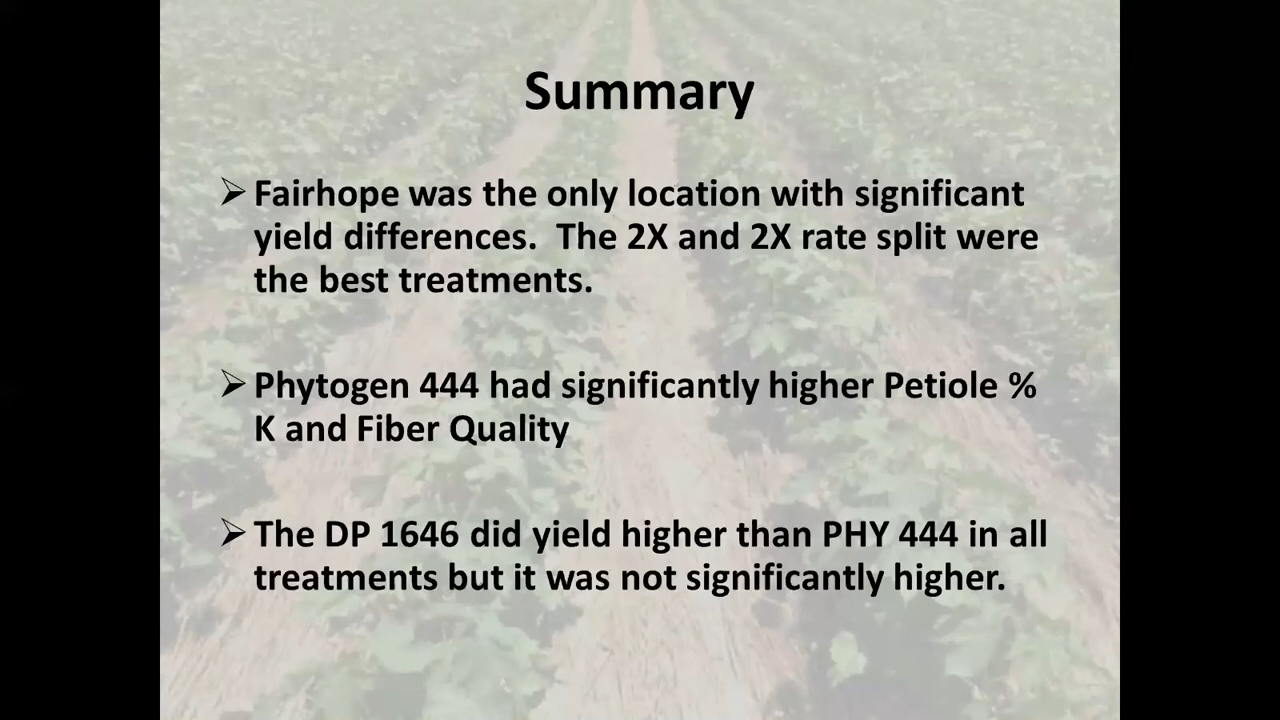 Summary
➢ Fairhope was the only location with significant
yield differences.  The 2X and 2X rate split were
the best treatments.
➢ Phytogen 444 had significantly higher Petiole %
K and Fiber Quality
➢ The DP 1646 did yield higher than PHY 444 in all
treatments but it was not significantly higher.